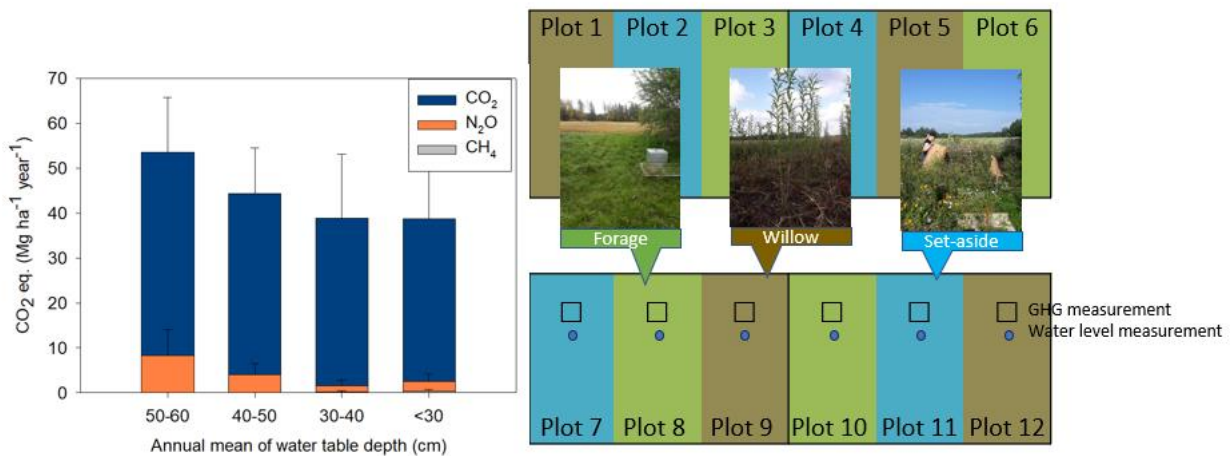 70
60
50
40
30
20
10
0
CO2 eq. (Mg ha-1 year-1)
CO2
N2O
CH4
50-60
40-50
30-40
<30
Annual mean of water table depth (cm)
Plot 1
Plot 2
Plot 3
Plot 4
Plot 5
Plot 6
Forage
Willow
Set-aside
GHG measurement
Water level measurement
Plot 7
Plot 8
Plot 9
Plot 10
Plot 11
Plot 12